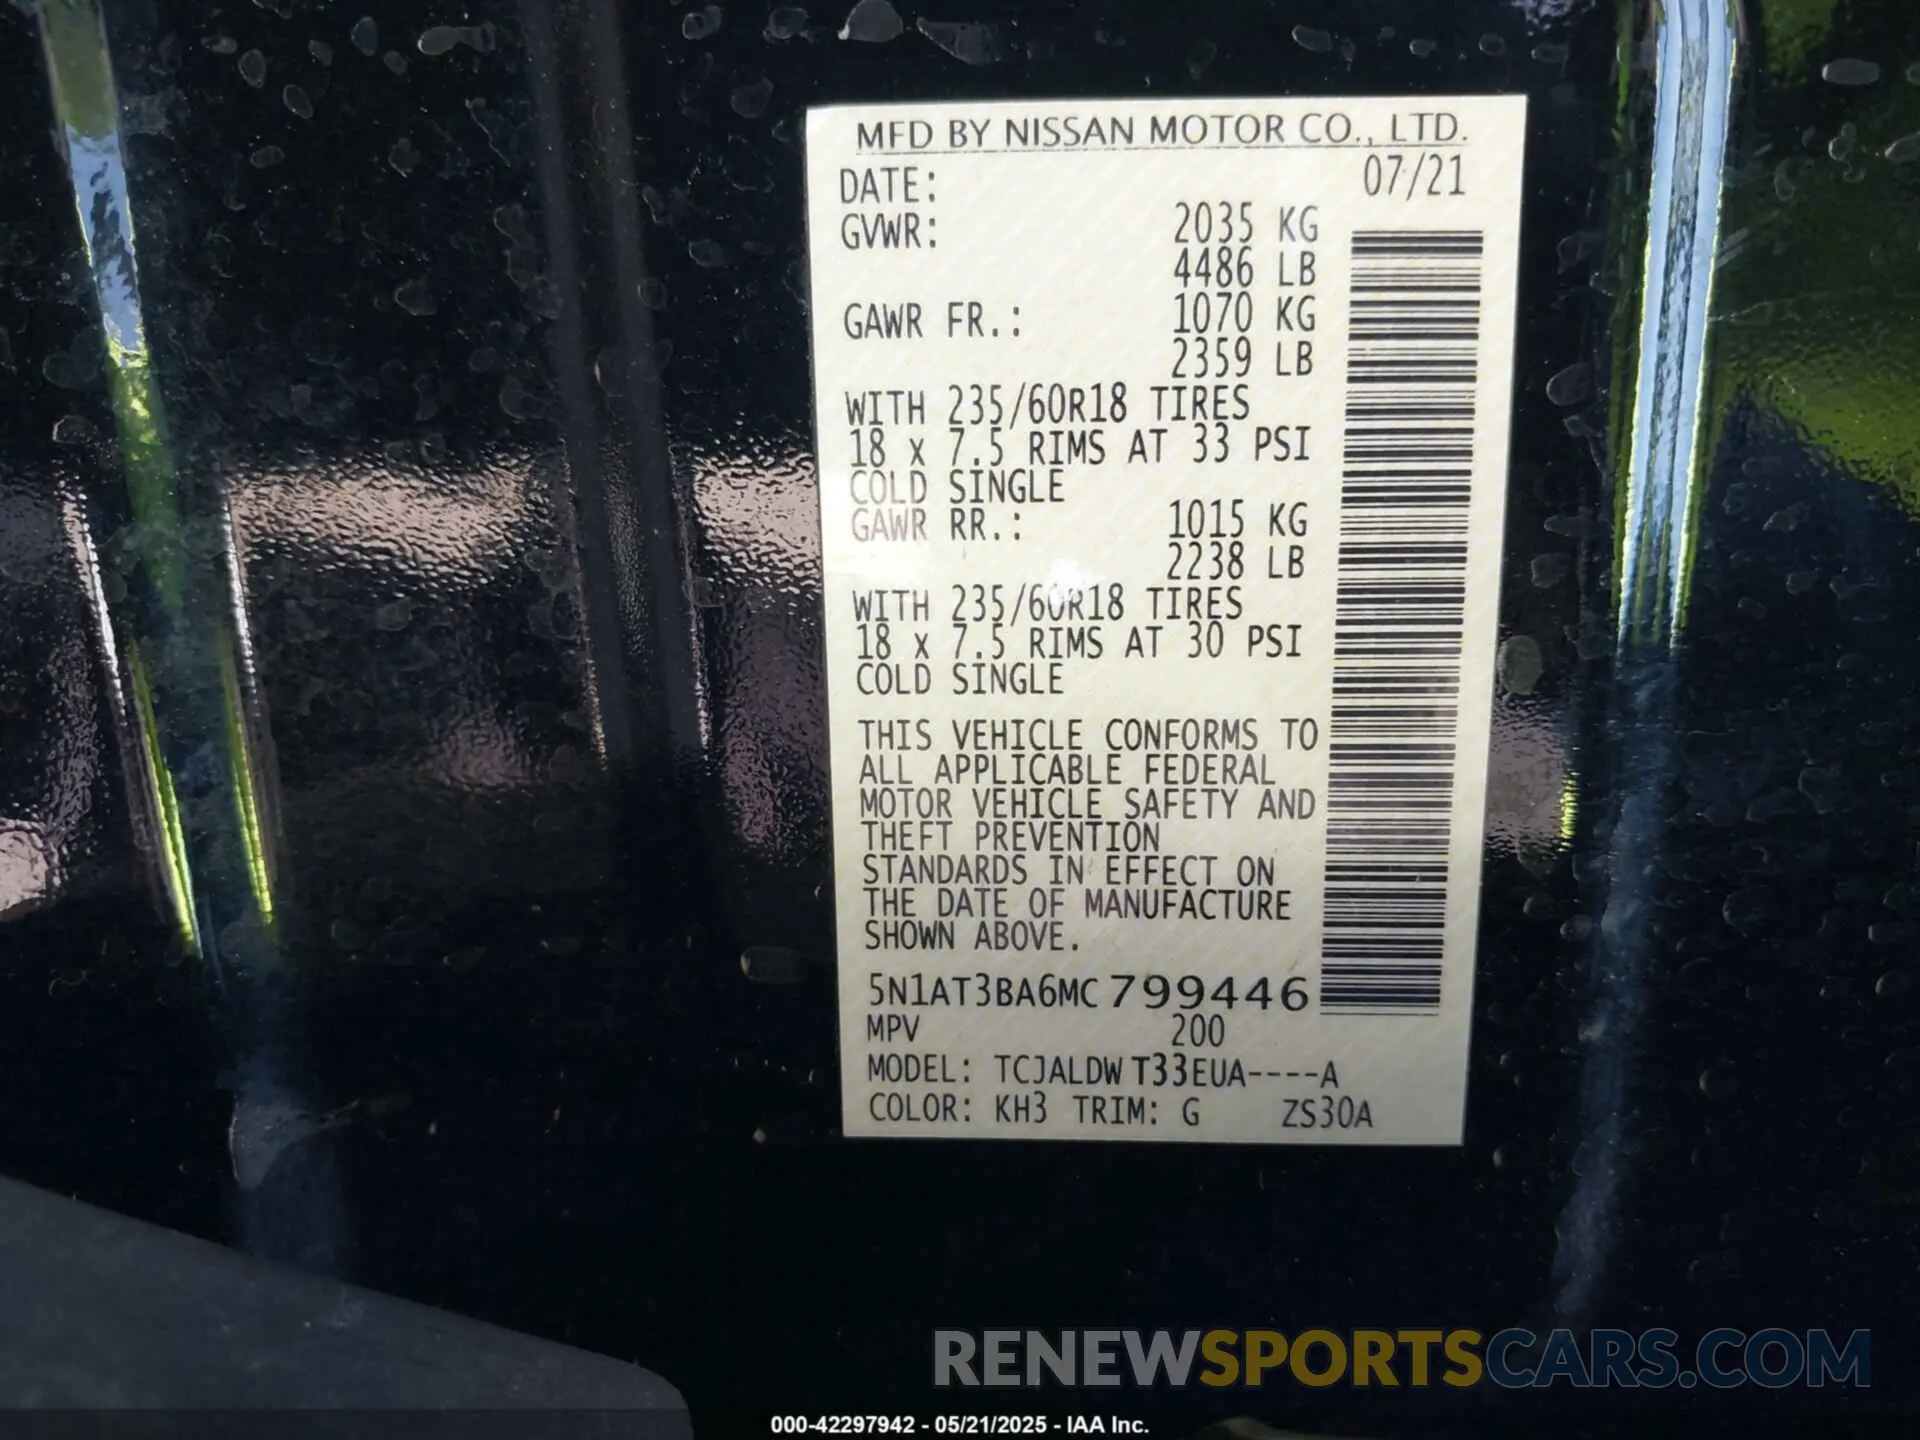 MFD BY NISSAN MOTOR CO., LTD.
DATE: 07/21
GVWR: 2035 KG
4486 LB
GAWR FR.: 1070 KG
2359 LB
WITH 235/60R18 TIRES
18 x 7.5 RIMS AT 33 PSI
COLD SINGLE
GAWR RR.: 1015 KG
2238 LB
WITH 235/60R18 TIRES
18 x 7.5 RIMS AT 30 PSI
COLD SINGLE
THIS VEHICLE CONFORMS TO
ALL APPLICABLE FEDERAL
MOTOR VEHICLE SAFETY AND
THEFT PREVENTION
STANDARDS IN EFFECT ON
THE DATE OF MANUFACTURE
SHOWN ABOVE.
5N1AT3BA6MC799446
MPV 200
MODEL: TCJALDW T33EUA----A
COLOR: KH3 TRIM: G ZS30A
RENEWSPORTSCARS.COM
000-42297942 - 05/21/2025 - IAA Inc.